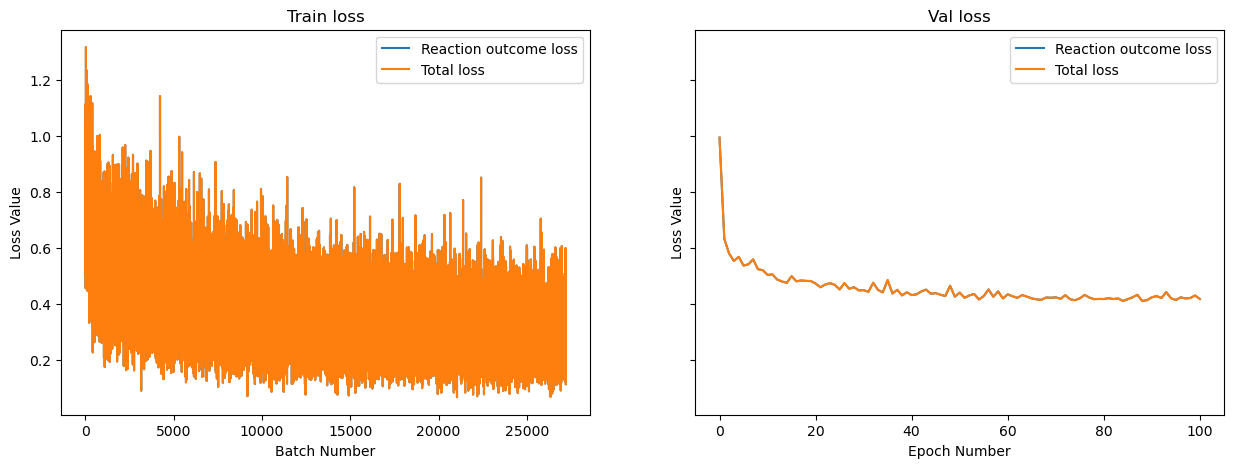 Train loss
Val loss
Reaction outcome loss
Total loss
Reaction outcome loss
Total loss
Loss Value
1.2
1.0
0.8
0.6
0.4
0.2
Loss Value
0
5000
10000
15000
20000
25000
0
20
40
60
80
100
Batch Number
Epoch Number